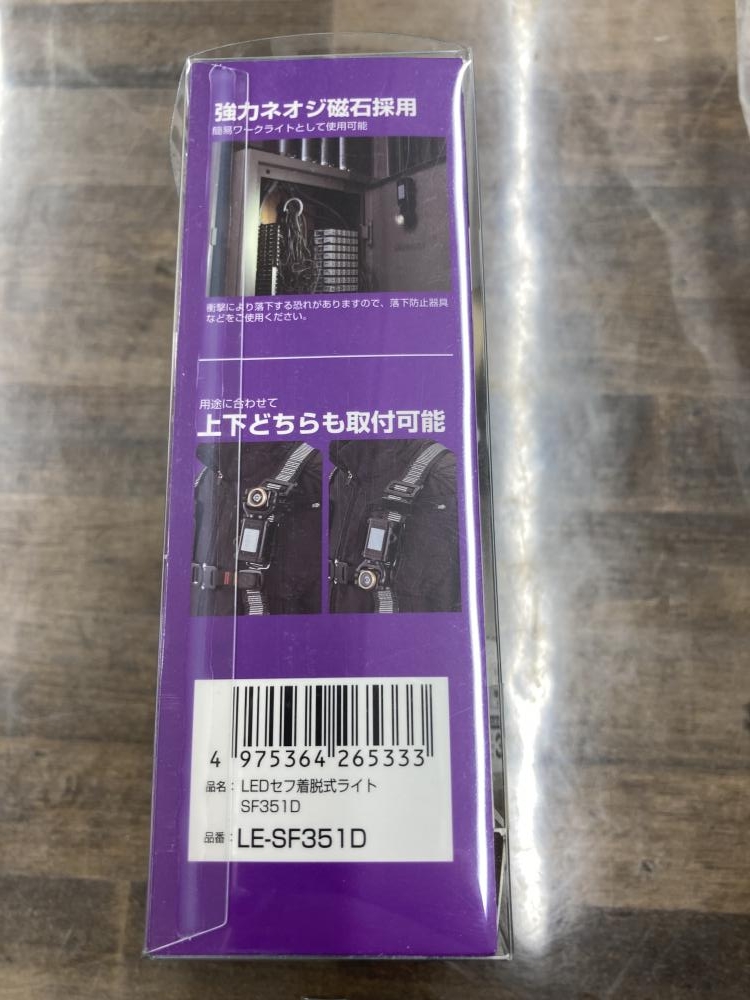 強力ネオジ磁石採用
簡易ワークライトとして使用可能
衝撃により落下する恐れがありますので、落下防止器具
などをご使用ください。
用途に合わせて
上下どちらも取付可能
4 975364 265333
品名：LEDセフ着脱式ライト
SF351D
品番：LE-SF351D